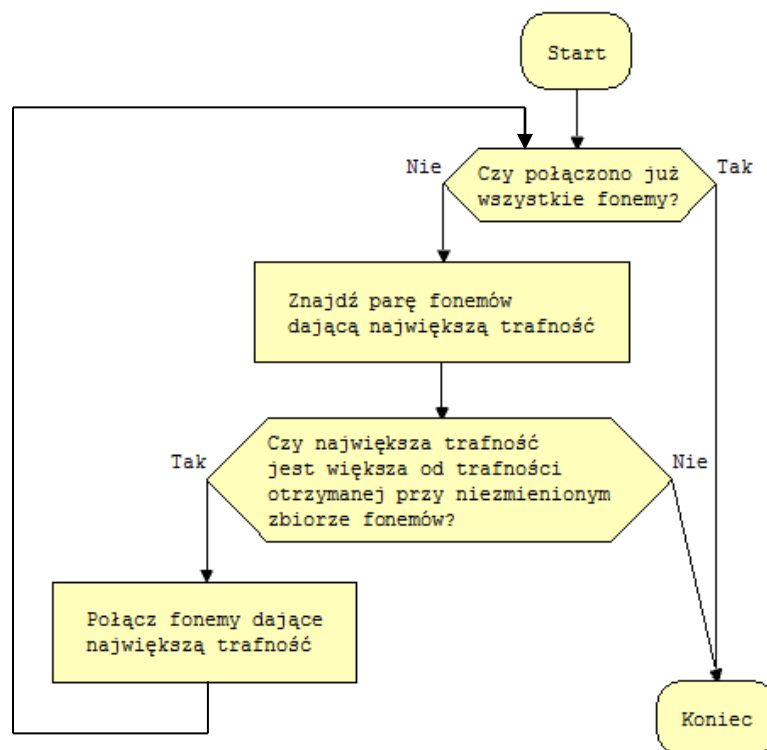 Start
Nie
Czy połączono już
wszystkie fonemy?
Tak
Znajdź parę fonemów
dającą największą trafność
Tak
Czy największa trafność
jest większa od trafności
otrzymanej przy niezmienionym
zbiorze fonemów?
Nie
Połącz fonemy dające
największą trafność
Koniec